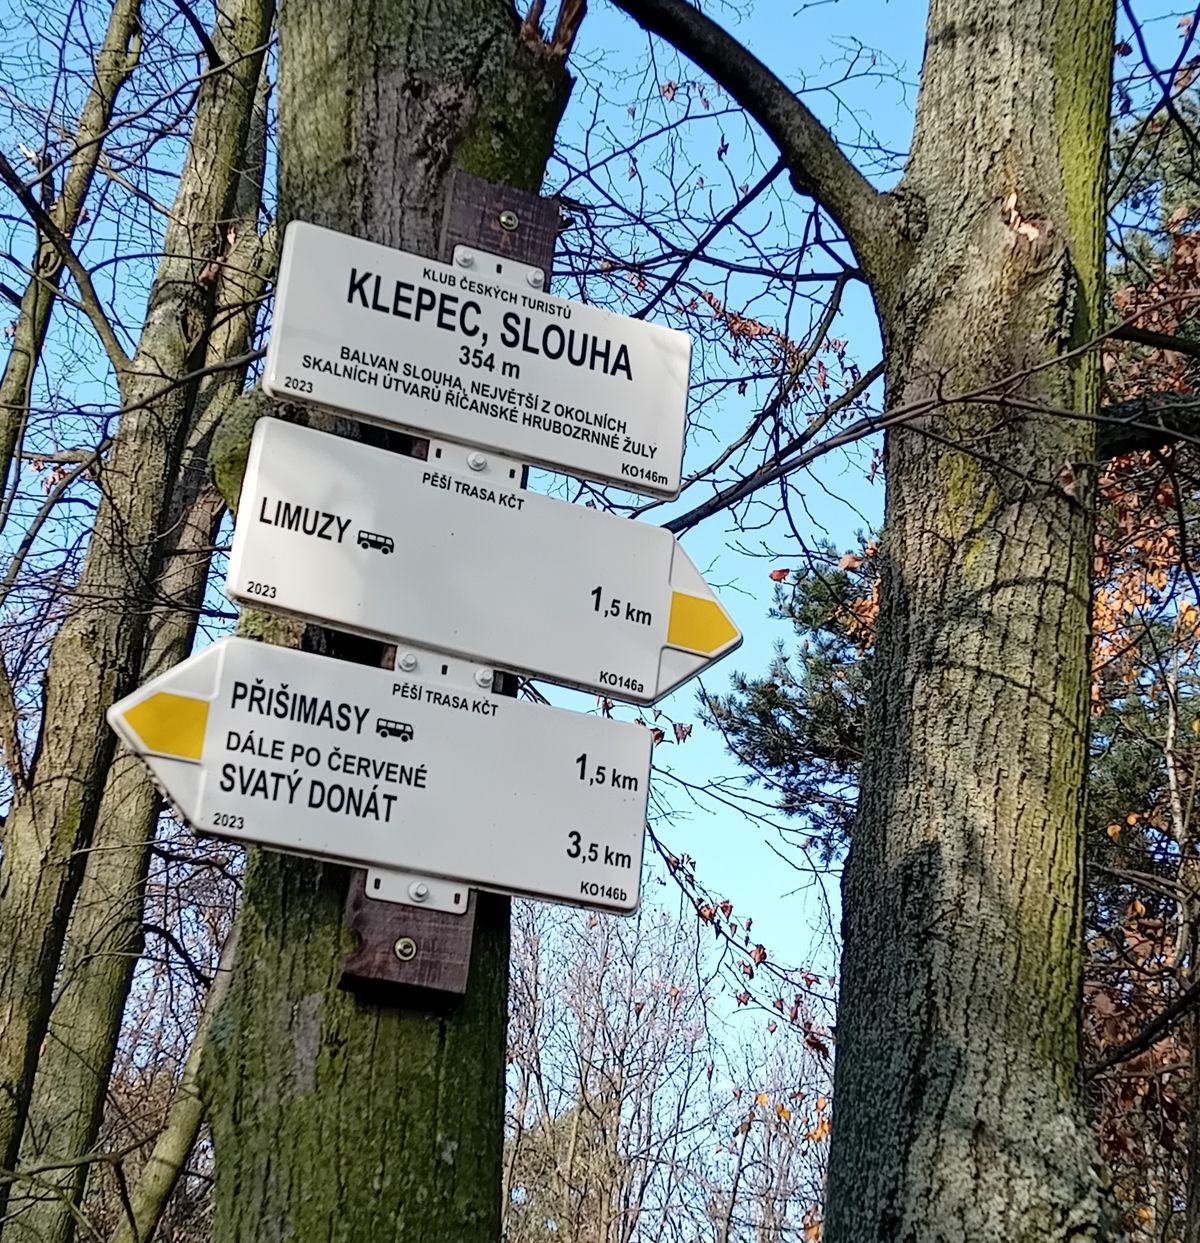 KLUB ČESKÝCH TURISTŮ
KLEPEC, SLOUHA
354 m
BALVAN SLOUHA, NEJVĚTŠÍ Z OKOLNÍCH
SKALNÍCH ÚTVARŮ ŘÍČANSKÉ HRUBOZRNNÉ ŽULY
2023
KO146m
PĚŠÍ TRASA KČT
LIMUZY
1,5 km
2023
KO146a
PĚŠÍ TRASA KČT
PŘIŠIMASY
1,5 km
DÁLE PO ČERVENÉ
SVATÝ DONÁT
3,5 km
2023
KO146b